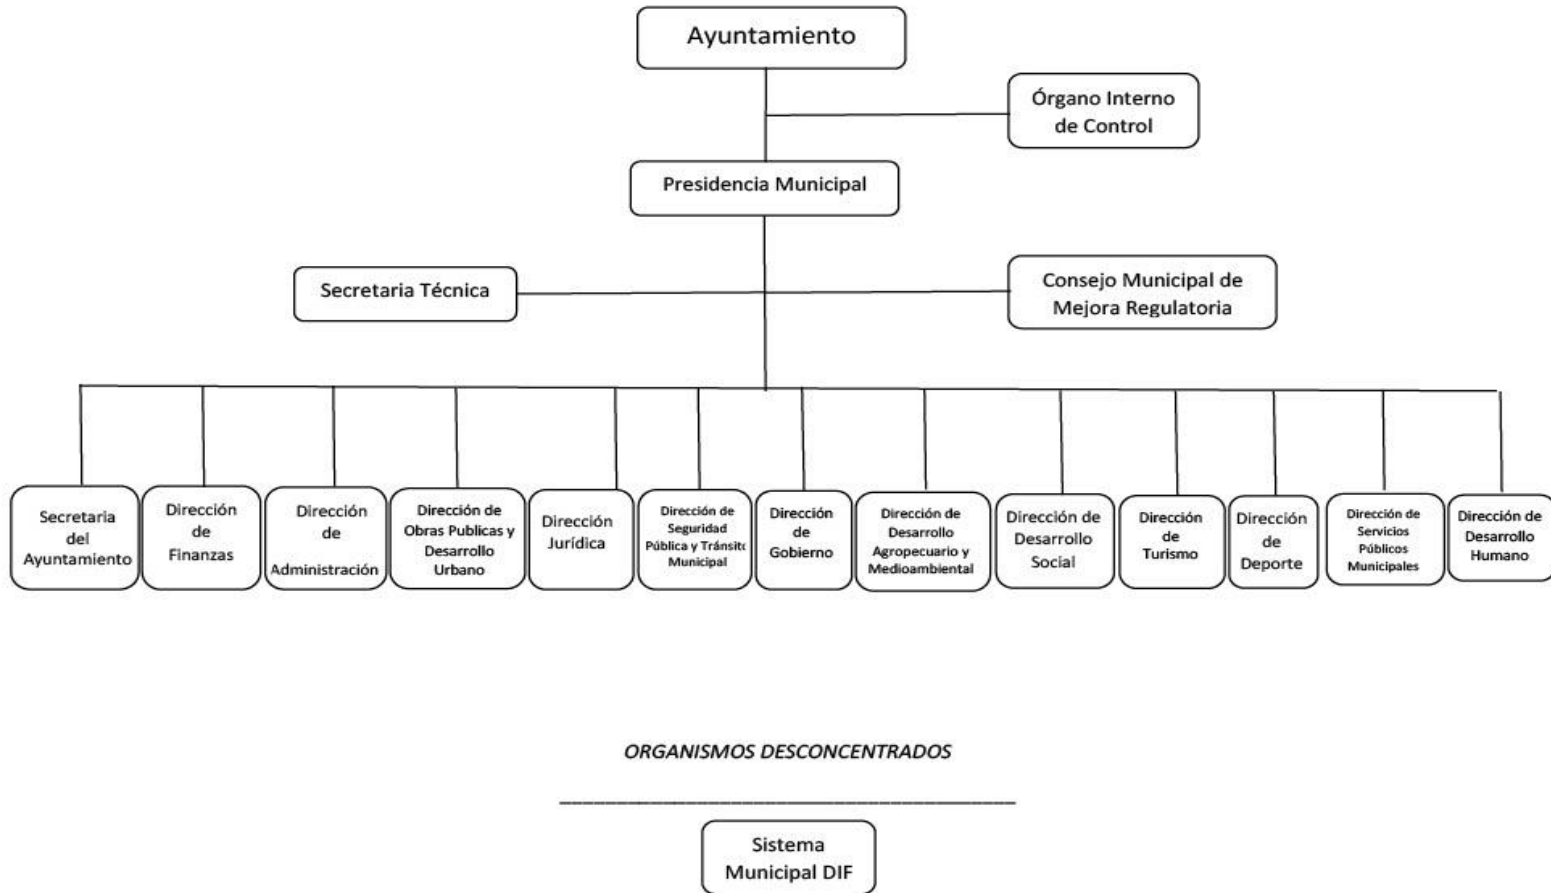 Ayuntamiento
Órgano Interno
de Control
Presidencia Municipal
Secretaria Técnica
Consejo Municipal de
Mejora Regulatoria
Secretaria
del
Ayuntamiento
Dirección
de
Finanzas
Dirección
de
Administración
Dirección de
Obras Publicas y
Desarrollo
Urbano
Dirección
Jurídica
Dirección de
Seguridad
Pública y Tránsito
Municipal
Dirección
de
Gobierno
Dirección de
Desarrollo
Agropecuario y
Medioambiental
Dirección de
Desarrollo
Social
Dirección
de
Turismo
Dirección
de
Deporte
Dirección de
Servicios
Públicos
Municipales
Dirección de
Desarrollo
Humano
ORGANISMOS DESCONCENTRADOS
Sistema
Municipal DIF